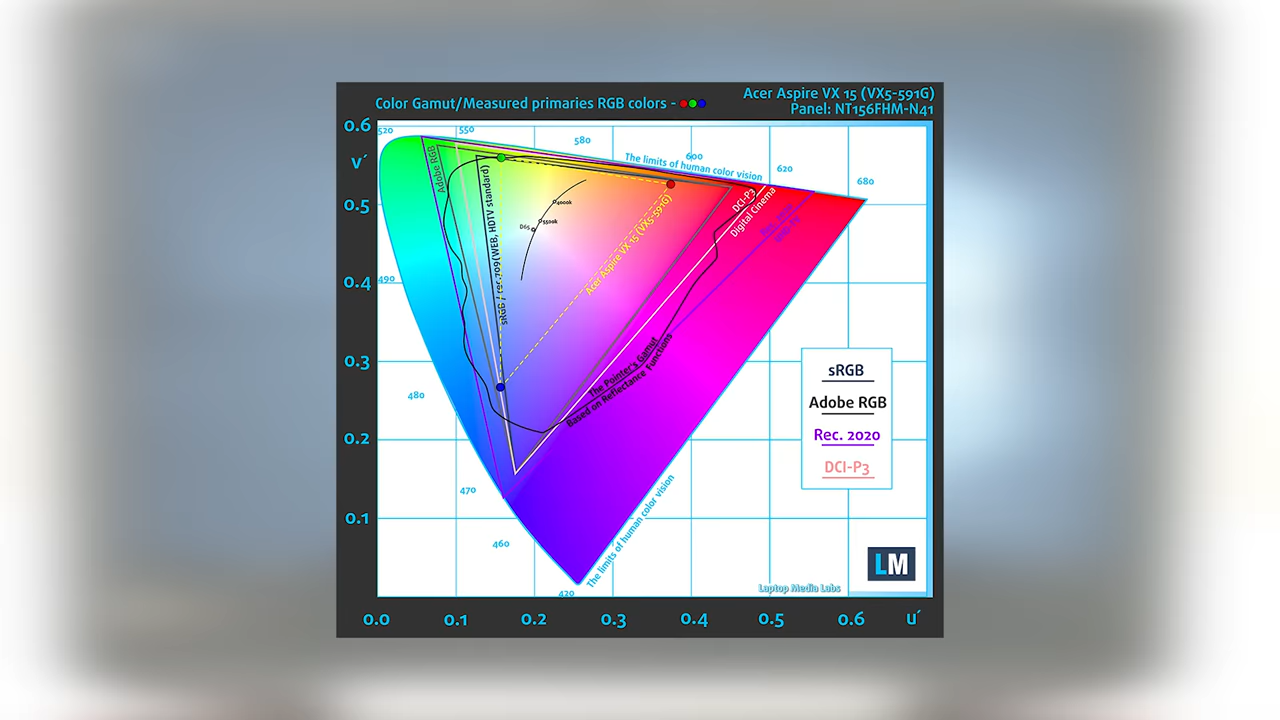 Color Gamut/Measured primaries RGB colors -
Acer Aspire VX 15 (VX5-591G)
Panel: NT156FHM-N41
0.6
v´
0.5
0.4
0.3
0.2
0.1
0.0
0.1
0.2
0.3
0.4
0.5
0.6
u´
520
550
580
600
620
680
490
480
470
460
420
The limits of human color vision
Adobe RGB
sRGB / rec.709(WEB, HDTV standard)
4000k
5500k
D65
Acer Aspire VX 15 (VX5-591G)
DCI-P3
Digital Cinema
The Pointer's Gamut
Based on Reflectance Functions
The limits of human color vision
sRGB
Adobe RGB
Rec. 2020
DCI-P3
LM
Laptop Media Labs